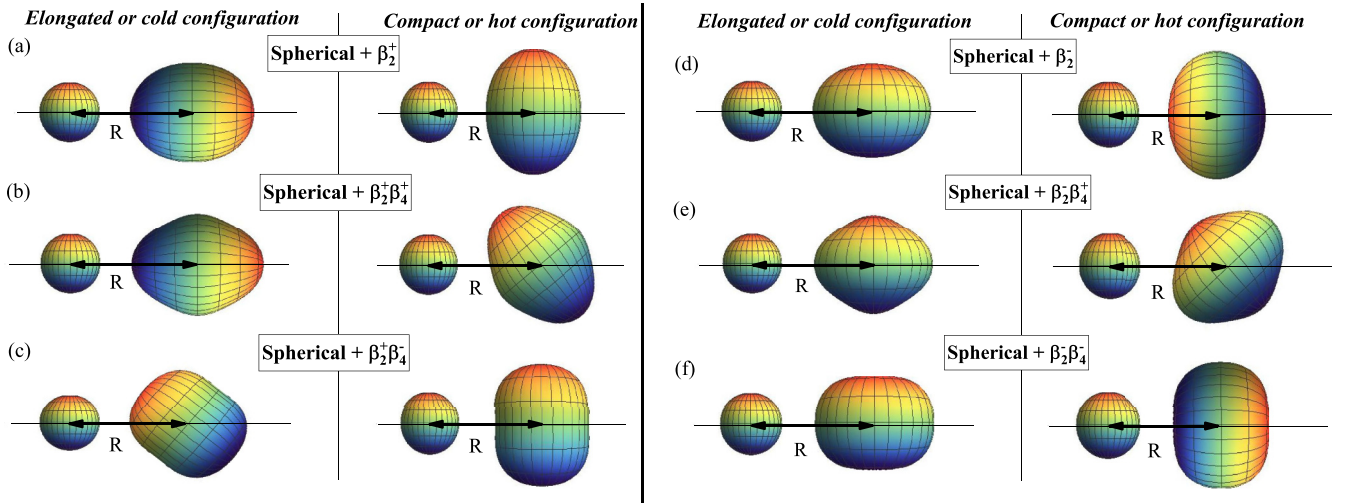 Elongated or cold configuration
Compact or hot configuration
(a)
Spherical + β₂⁺
R
R
(b)
Spherical + β₂⁺β₄⁺
R
R
(c)
Spherical + β₂⁺β₄⁻
R
R
Elongated or cold configuration
Compact or hot configuration
(d)
Spherical + β₂⁻
R
R
(e)
Spherical + β₂⁻β₄⁺
R
R
(f)
Spherical + β₂⁻β₄⁻
R
R